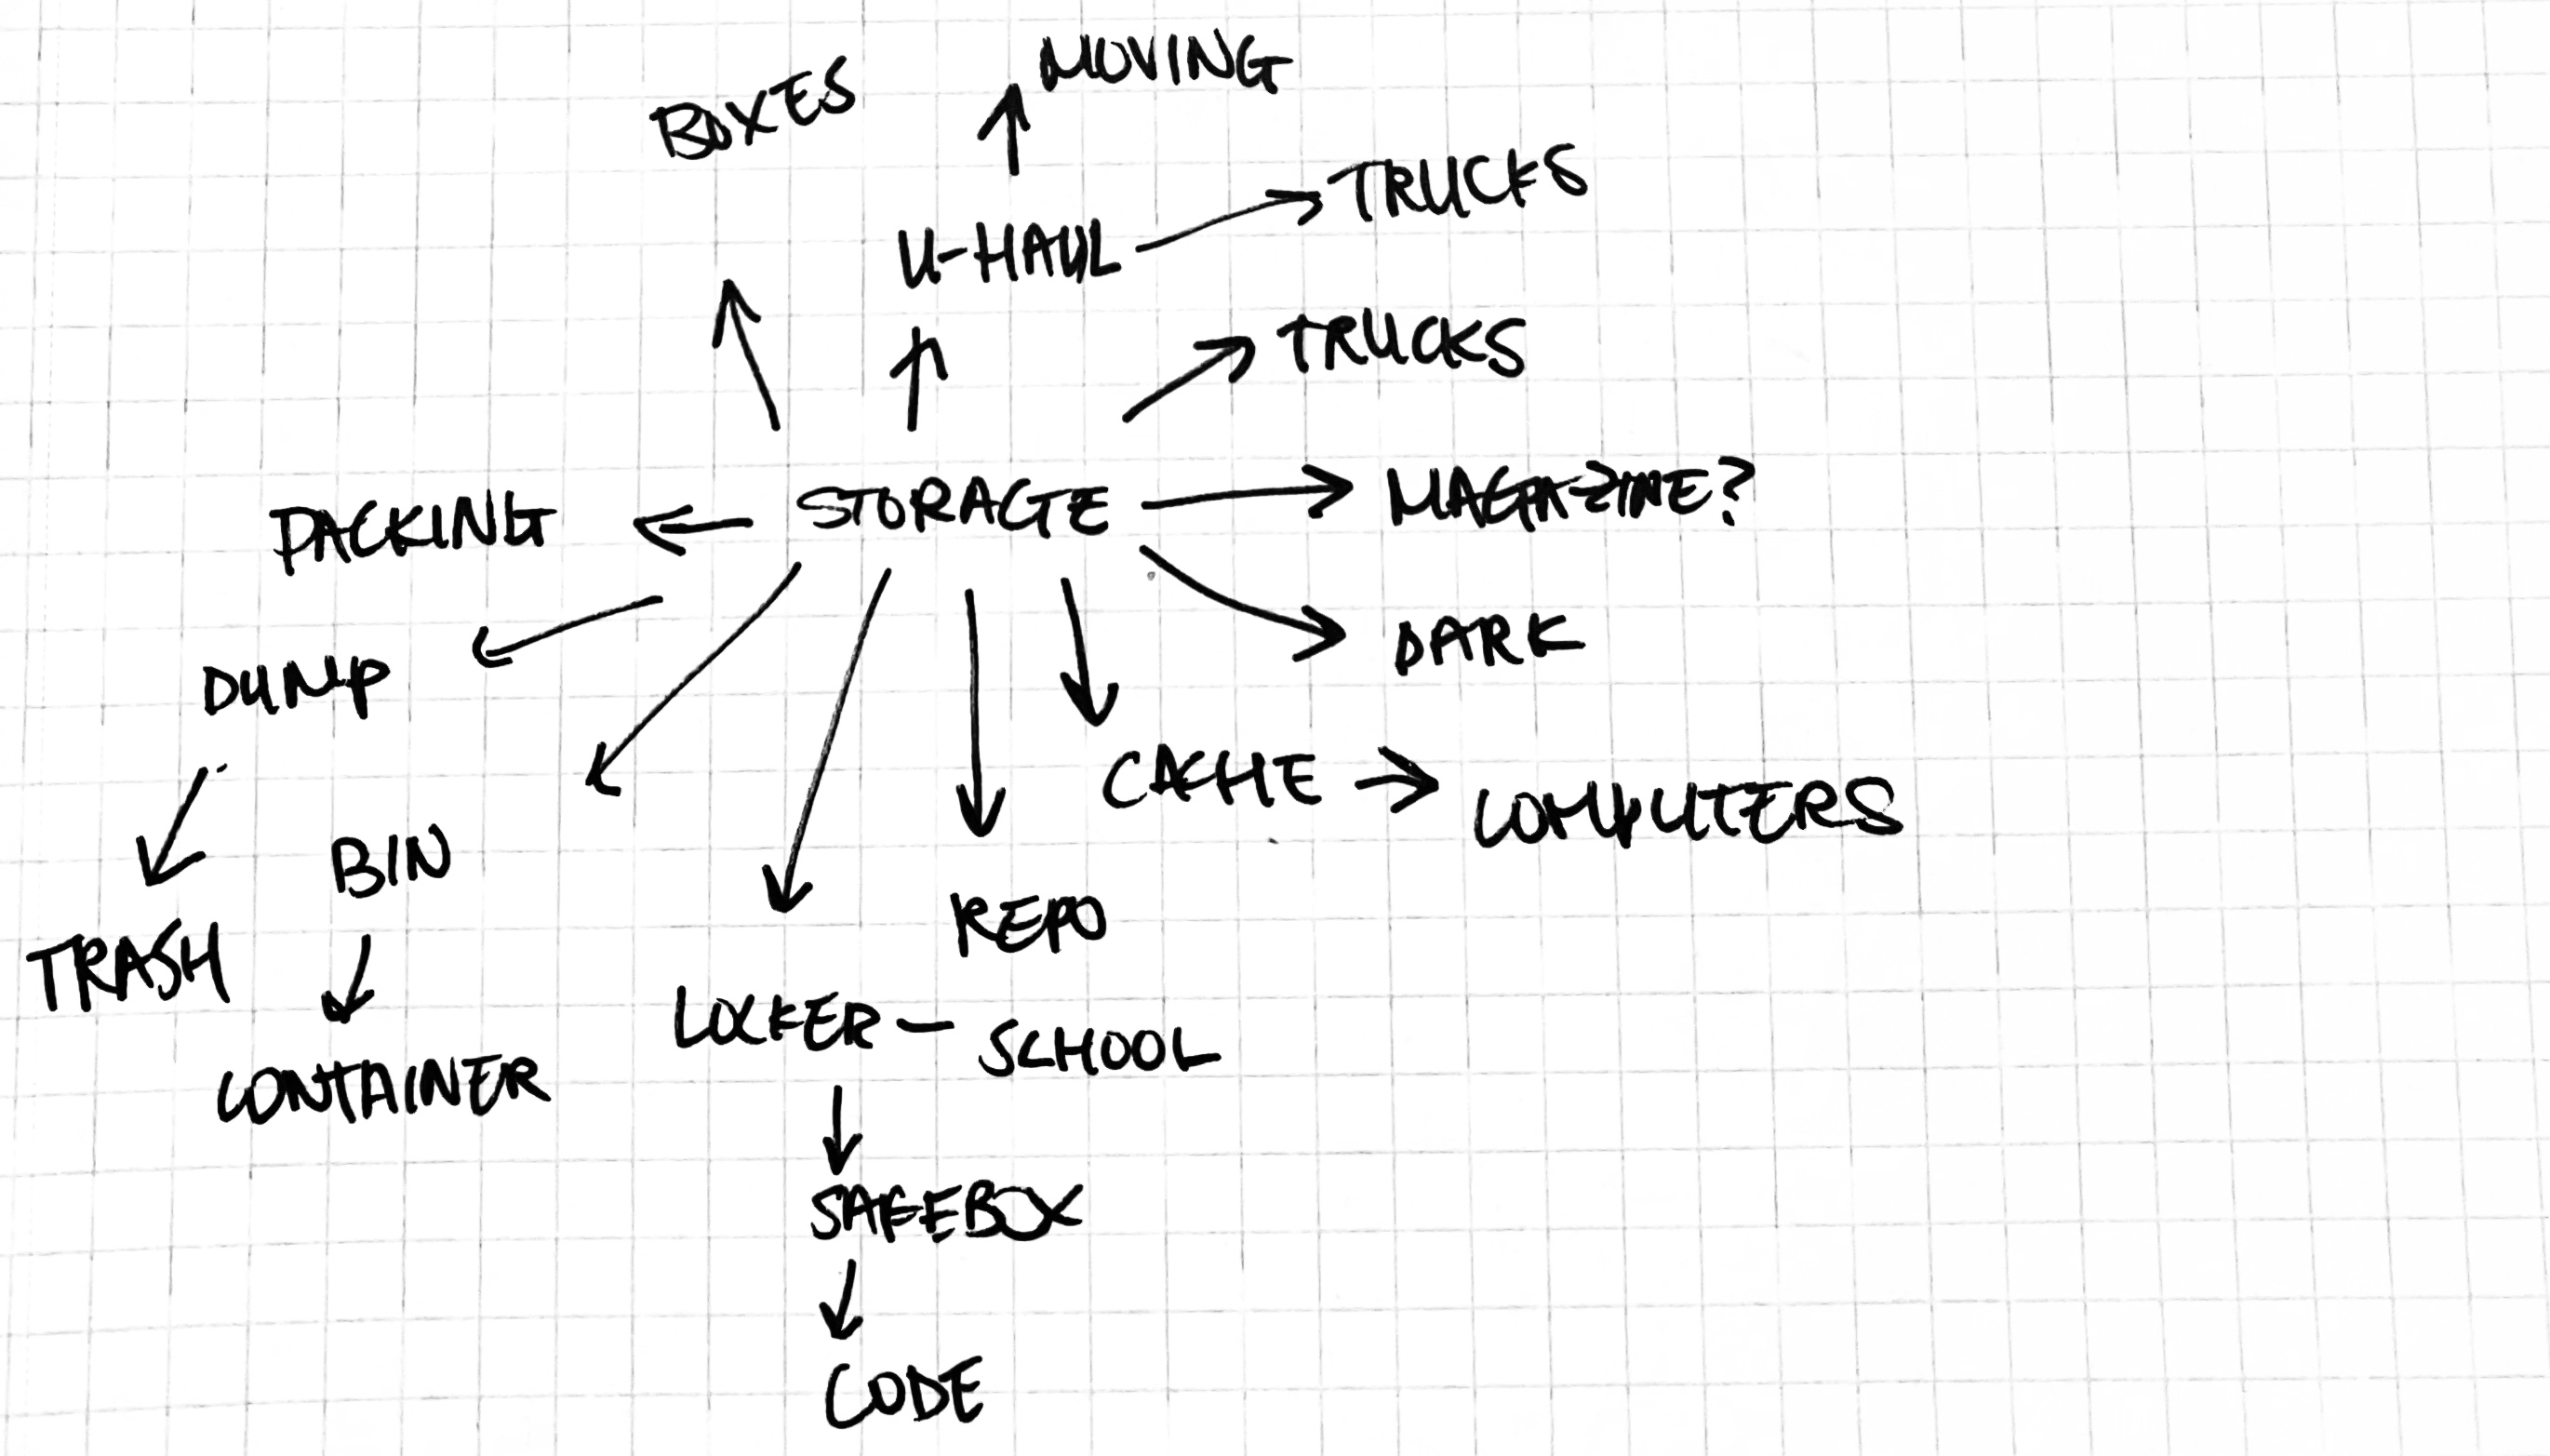 MOVING
BOXES
TRUCKS
U-HAUL
TRUCKS
STORAGE
MAGAZINE?
PACKING
DARK
DUMP
CACHE
COMPUTERS
BIN
REPO
TRASH
LOCKER -
SCHOOL
CONTAINER
SAFEBOX
CODE